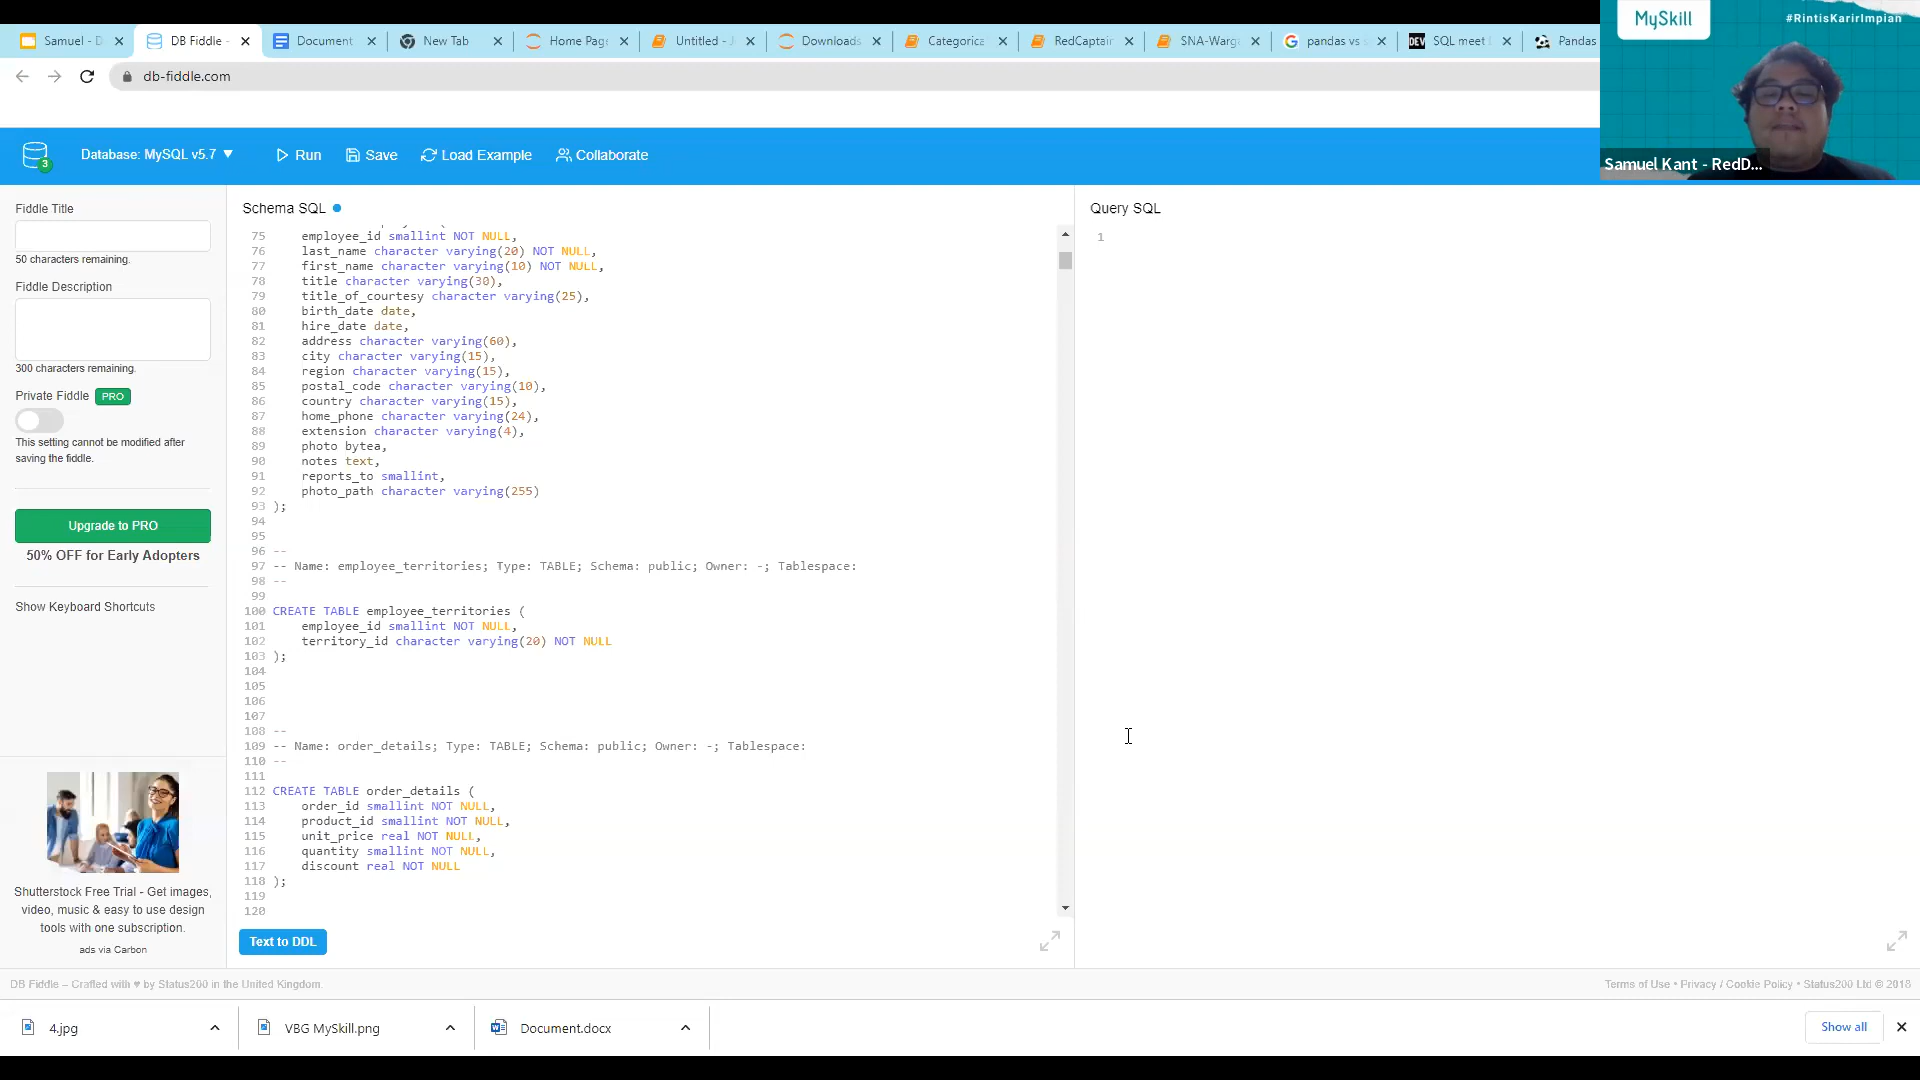 Samuel - D
DB Fiddle -
Document
New Tab
Home Page
Untitled - J
Downloads
Categorica
RedCaptain
SNA-Warga
pandas vs s
DEV
SQL meet
Pandas
db-fiddle.com
MySkill
#RintisKarirImpian
Samuel Kant - RedD...
3
Database: MySQL v5.7
Run
Save
Load Example
Collaborate
Fiddle Title
50 characters remaining.
Fiddle Description
300 characters remaining.
Private Fiddle PRO
This setting cannot be modified after
saving the fiddle.
Upgrade to PRO
50% OFF for Early Adopters
Show Keyboard Shortcuts
Shutterstock Free Trial - Get images,
video, music & easy to use design
tools with one subscription.
ads via Carbon
Schema SQL
75 employee_id smallint NOT NULL,
76 last_name character varying(20) NOT NULL,
77 first_name character varying(10) NOT NULL,
78 title character varying(30),
79 title_of_courtesy character varying(25),
80 birth_date date,
81 hire_date date,
82 address character varying(60),
83 city character varying(15),
84 region character varying(15),
85 postal_code character varying(10),
86 country character varying(15),
87 home_phone character varying(24),
88 extension character varying(4),
89 photo bytea,
90 notes text,
91 reports_to smallint,
92 photo_path character varying(255)
93 );
94
95
96 --
97 -- Name: employee_territories; Type: TABLE; Schema: public; Owner: -; Tablespace:
98 --
99
100 CREATE TABLE employee_territories (
101 employee_id smallint NOT NULL,
102 territory_id character varying(20) NOT NULL
103 );
104
105
106
107
108 --
109 -- Name: order_details; Type: TABLE; Schema: public; Owner: -; Tablespace:
110 --
111
112 CREATE TABLE order_details (
113 order_id smallint NOT NULL,
114 product_id smallint NOT NULL,
115 unit_price real NOT NULL,
116 quantity smallint NOT NULL,
117 discount real NOT NULL
118 );
119
120
Text to DDL
Query SQL
1
DB Fiddle – Crafted with ♥ by Status200 in the United Kingdom.
Terms of Use • Privacy / Cookie Policy • Status200 Ltd © 2018
4.jpg
VBG MySkill.png
Document.docx
Show all